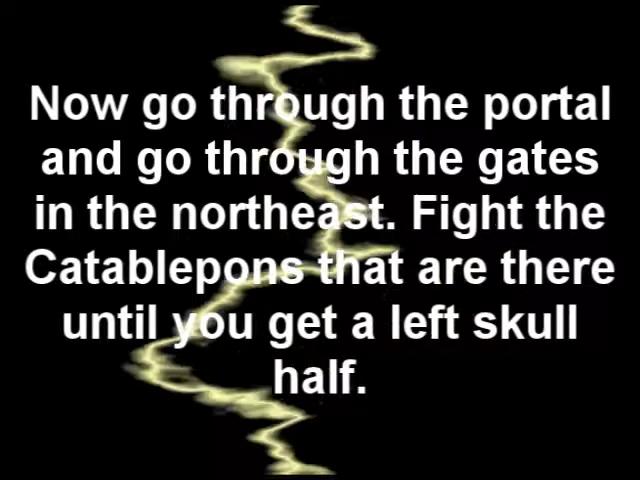 Now go through the portal
and go through the gates
in the northeast. Fight the
Catablepons that are there
until you get a left skull
half.